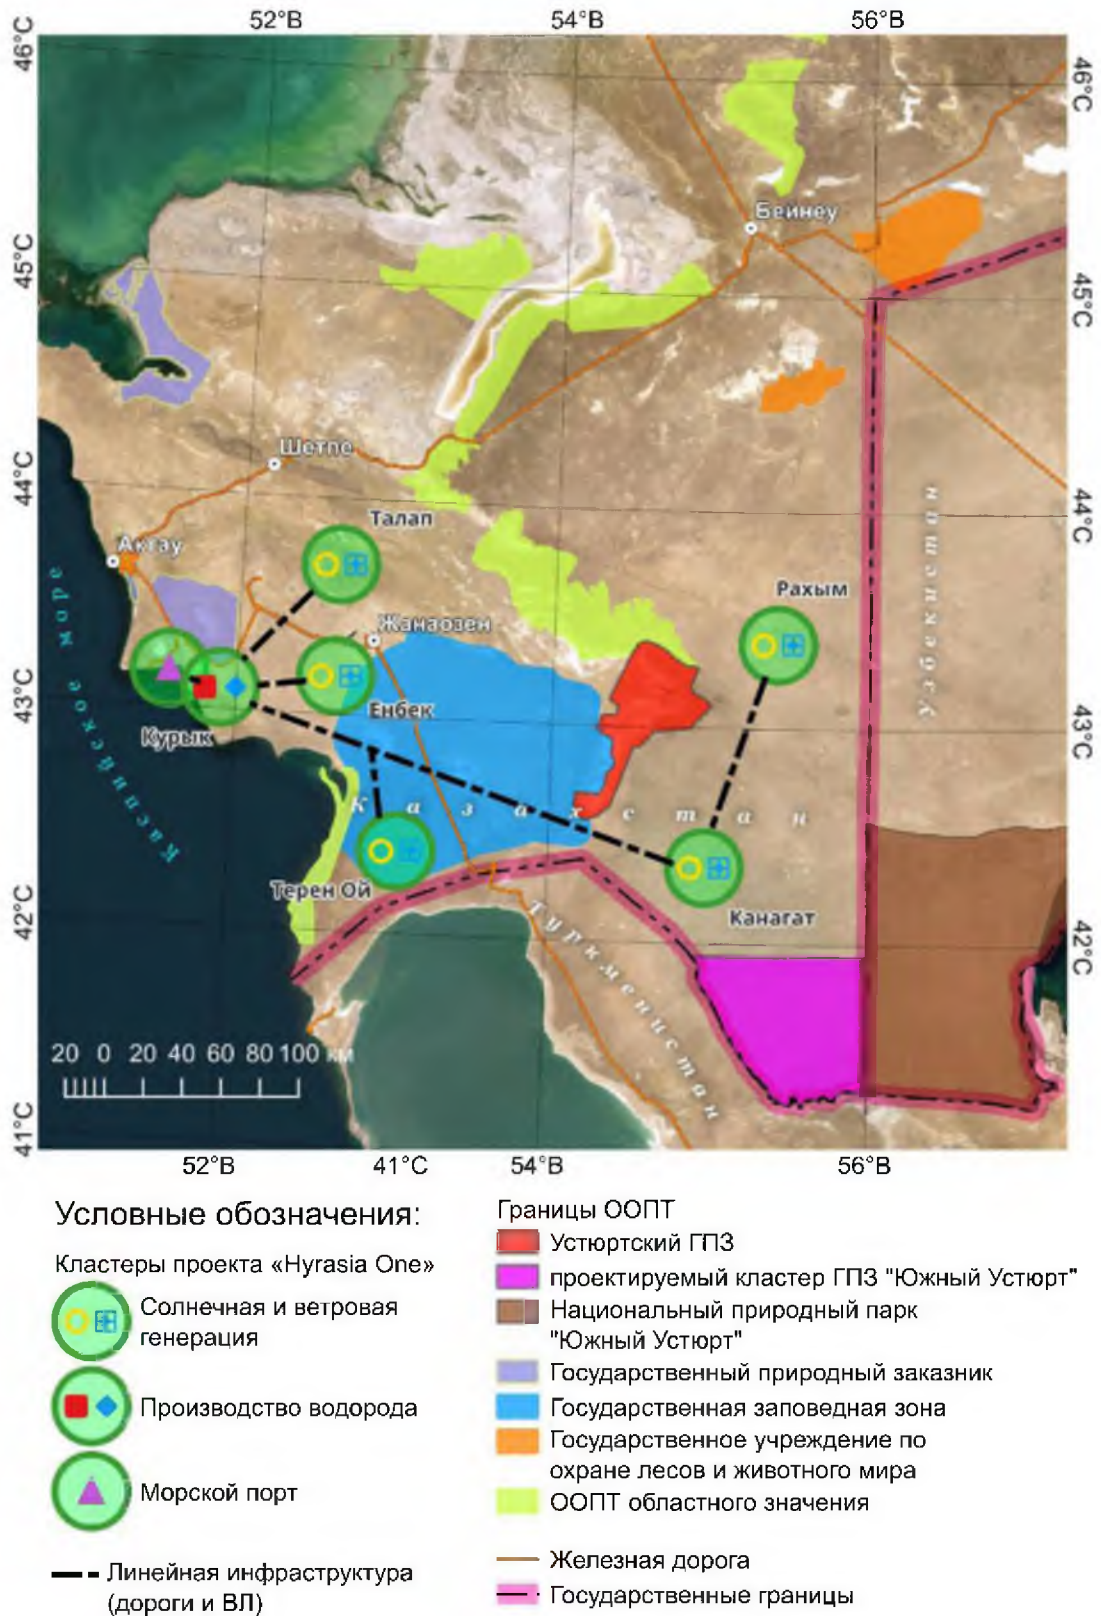 52°В 54°В 56°В
46°С
46°С
Бейнеу
45°С
45°С
Шетпе
44°С
44°С
Талап
Актау
Рахым
Жанаозен
узбекистан
Каспийское море
43°С
43°С
Енбек
Курык
Казахстан
Терен Ой
Канагат
42°С
42°С
Туркменистан
20 0 20 40 60 80 100 км
41°С
52°В 41°С 54°В 56°В
Условные обозначения:
Кластеры проекта «Hyrasia One»
Солнечная и ветровая
генерация
Производство водорода
Морской порт
Линейная инфраструктура
(дороги и ВЛ)
Границы ООПТ
Устюртский ГПЗ
проектируемый кластер ГПЗ "Южный Устюрт"
Национальный природный парк
"Южный Устюрт"
Государственный природный заказник
Государственная заповедная зона
Государственное учреждение по
охране лесов и животного мира
ООПТ областного значения
Железная дорога
Государственные границы